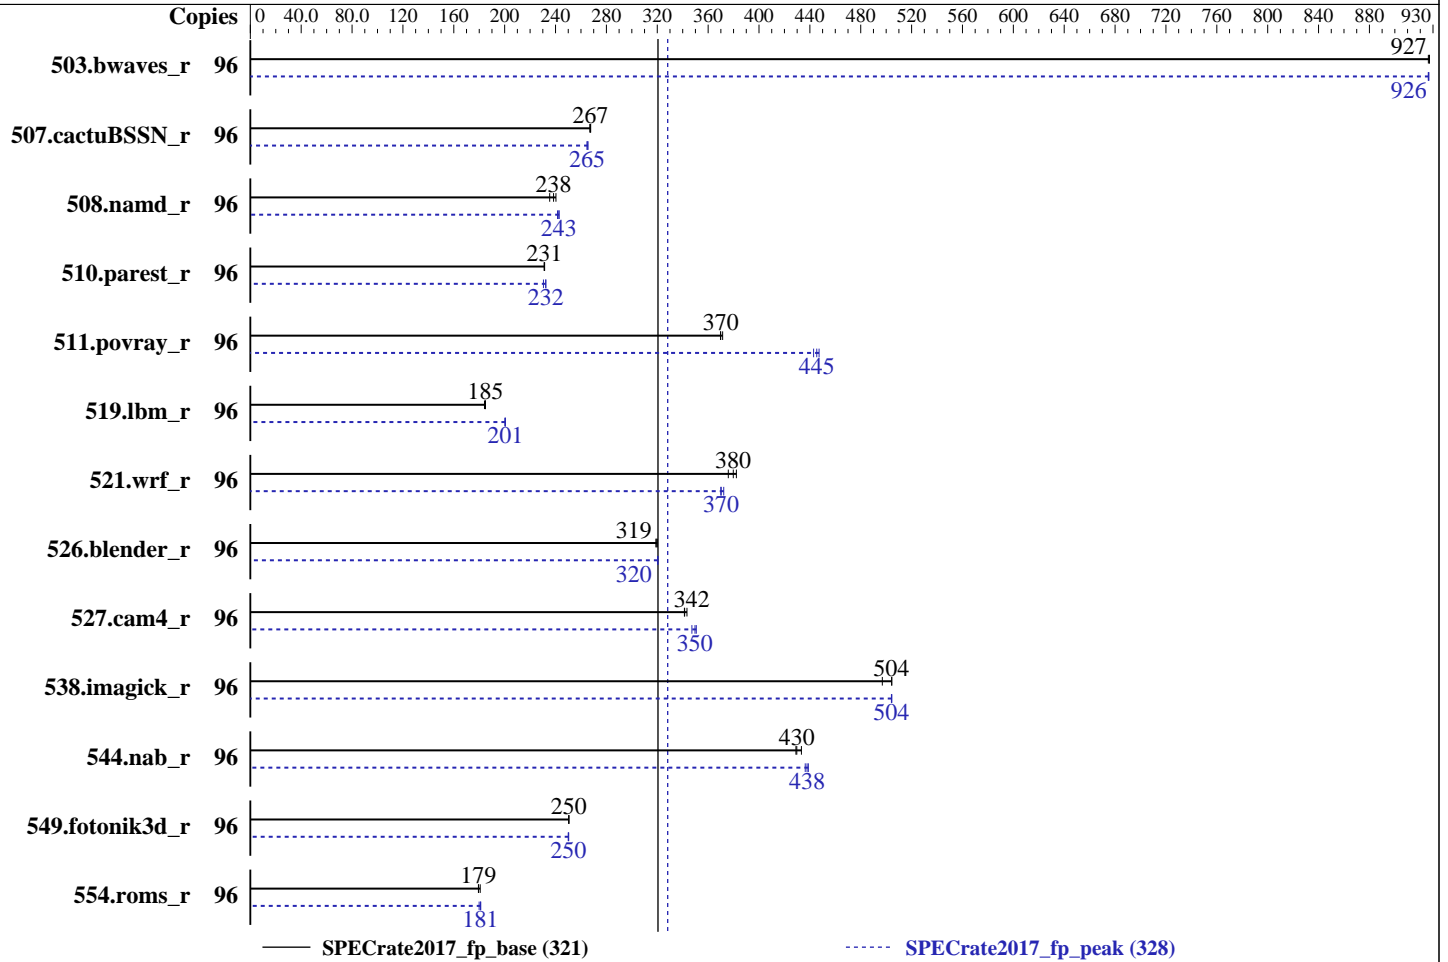 Copies 0 40.0 80.0 120 160 200 240 280 320 360 400 440 480 520 560 600 640 680 720 760 800 840 880 930
503.bwaves_r 96 927
926
507.cactuBSSN_r 96 267
265
508.namd_r 96 238
243
510.parest_r 96 231
232
511.povray_r 96 370
445
519.lbm_r 96 185
201
521.wrf_r 96 380
370
526.blender_r 96 319
320
527.cam4_r 96 342
350
538.imagick_r 96 504
504
544.nab_r 96 430
438
549.fotonik3d_r 96 250
250
554.roms_r 96 179
181
SPECrate2017_fp_base (321) SPECrate2017_fp_peak (328)